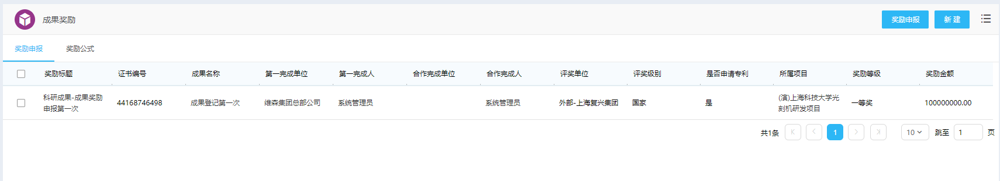 成果奖励
奖励申报 新 建
奖励申报 奖励公式
奖励标题 证书编号 成果名称 第一完成单位 第一完成人 合作完成单位 合作完成人 评奖单位 评奖级别 是否申请专利 所属项目 奖励等级 奖励金额
科研成果-成果奖励
申报第一次
44168746498 成果登记第一次 维森集团总部公司 系统管理员 系统管理员 外部-上海复兴集团 国家 是
(演)上海科技大学光
刻机研发项目
一等奖 100000000.00
共1条 1 10 跳至 1 页